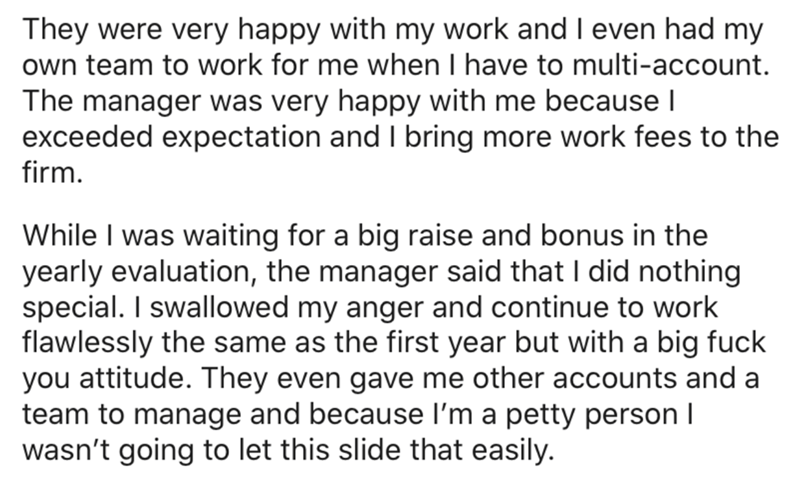 They were very happy with my work and I even had my
own team to work for me when I have to multi-account.
The manager was very happy with me because I
exceeded expectation and I bring more work fees to the
firm.
While I was waiting for a big raise and bonus in the
yearly evaluation, the manager said that I did nothing
special. I swallowed my anger and continue to work
flawlessly the same as the first year but with a big fuck
you attitude. They even gave me other accounts and a
team to manage and because I’m a petty person I
wasn’t going to let this slide that easily.